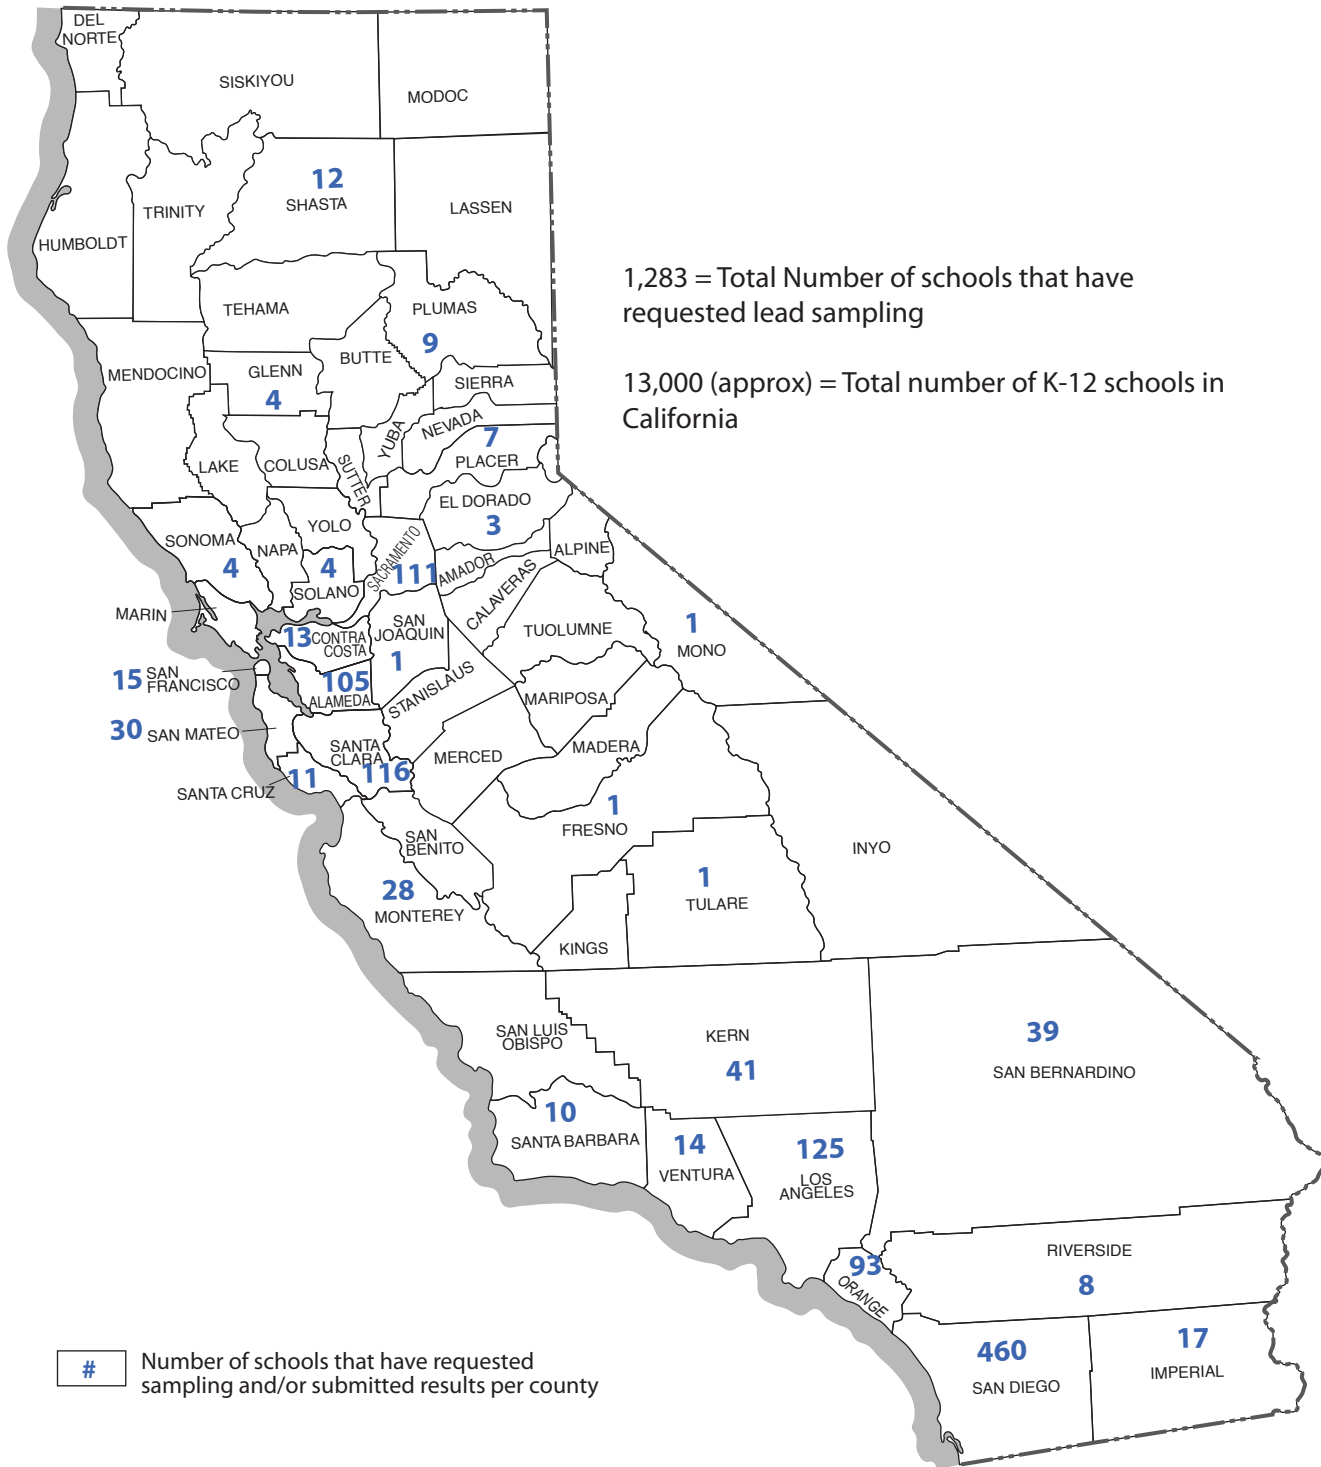 DEL
NORTE
SISKIYOU
MODOC
12
SHASTA
TRINITY
LASSEN
HUMBOLDT
1,283 = Total Number of schools that have
requested lead sampling
TEHAMA
PLUMAS
9
BUTTE
MENDOCINO
GLENN
4
SIERRA
13,000 (approx) = Total number of K-12 schools in
California
NEVADA
YUBA
7
PLACER
LAKE
COLUSA
SUTTER
EL DORADO
3
YOLO
SONOMA
4
NAPA
4
SOLANO
SACRAMENTO
111
AMADOR
ALPINE
CALAVERAS
MARIN
13
CONTRA
COSTA
SAN
JOAQUIN
1
TUOLUMNE
1
MONO
15
SAN
FRANCISCO
105
ALAMEDA
STANISLAUS
MARIPOSA
30
SAN MATEO
SANTA
CLARA
116
MERCED
MADERA
SANTA CRUZ
11
1
FRESNO
SAN
BENITO
INYO
28
MONTEREY
1
TULARE
KINGS
SAN LUIS
OBISPO
KERN
41
39
SAN BERNARDINO
10
SANTA BARBARA
14
VENTURA
125
LOS
ANGELES
93
ORANGE
RIVERSIDE
8
460
SAN DIEGO
17
IMPERIAL
#
Number of schools that have requested
sampling and/or submitted results per county